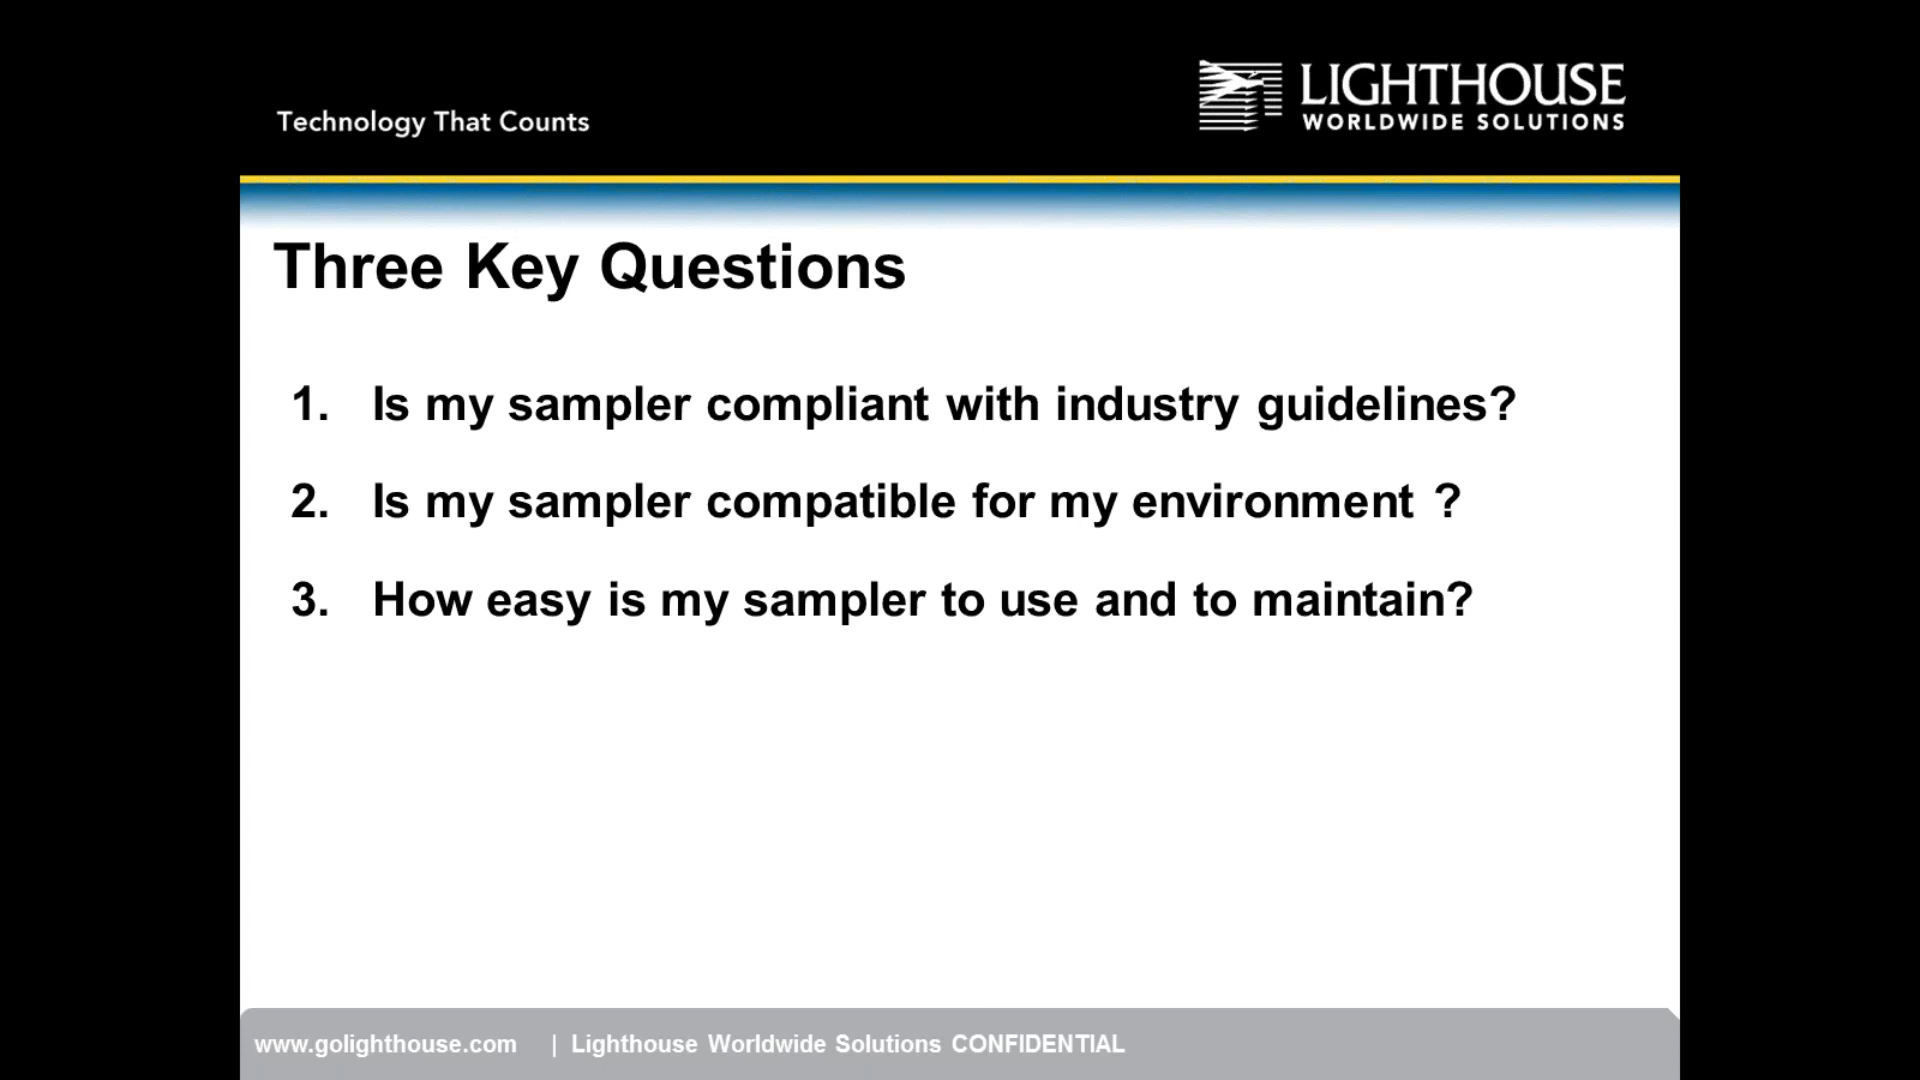 Technology That Counts
LIGHTHOUSE
WORLDWIDE SOLUTIONS
Three Key Questions
1. Is my sampler compliant with industry guidelines?
2. Is my sampler compatible for my environment ?
3. How easy is my sampler to use and to maintain?
www.golighthouse.com | Lighthouse Worldwide Solutions CONFIDENTIAL